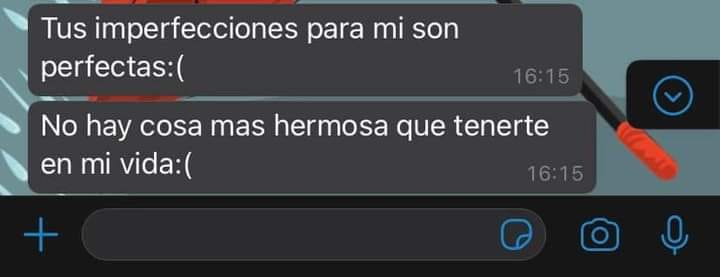 Tus imperfecciones para mi son
perfectas:(
16:15
No hay cosa mas hermosa que tenerte
en mi vida:(
16:15